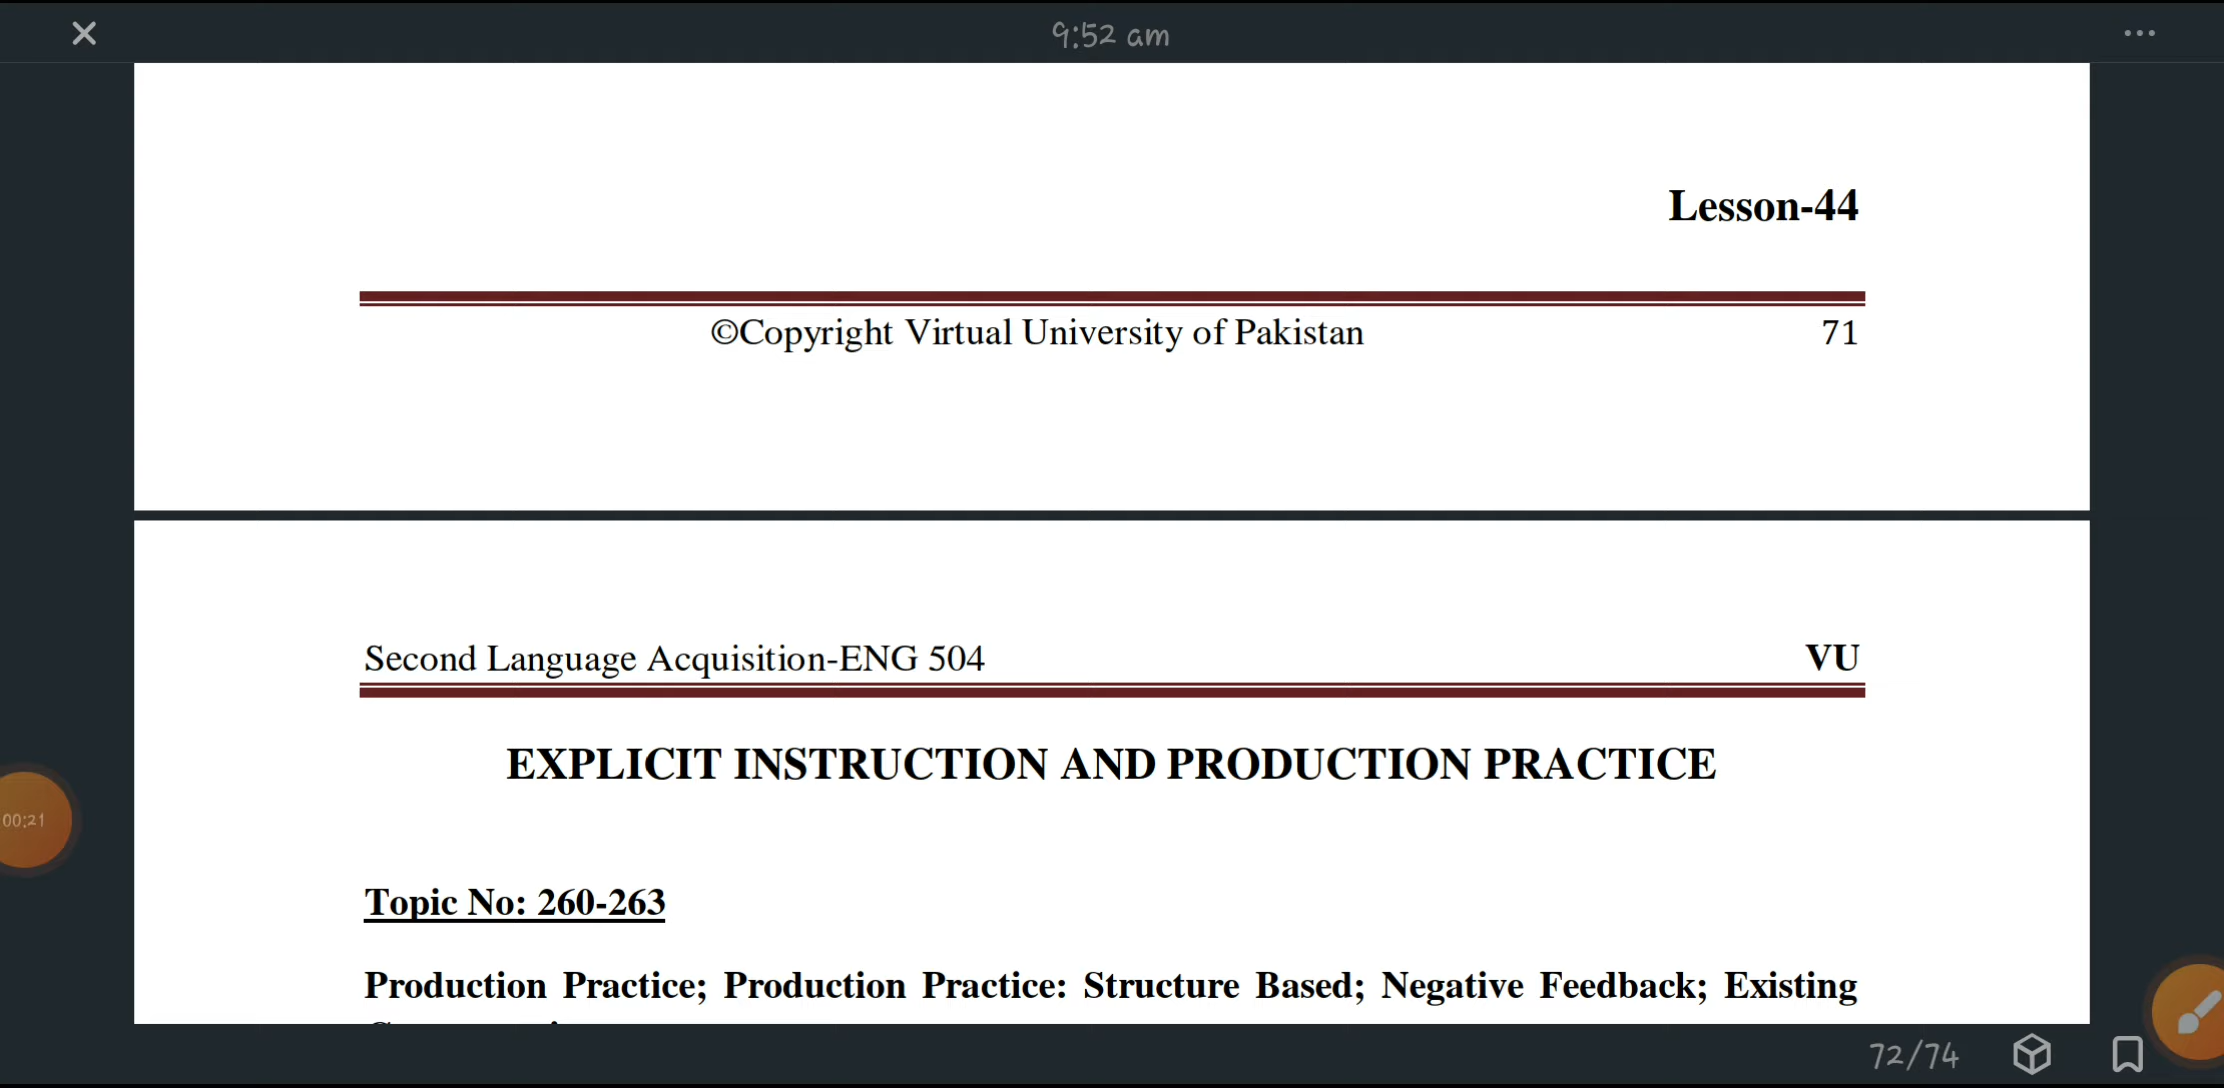 9:52 am
Lesson-44
©Copyright Virtual University of Pakistan 71
Second Language Acquisition-ENG 504 VU
EXPLICIT INSTRUCTION AND PRODUCTION PRACTICE
00:21
Topic No: 260-263
Production Practice; Production Practice: Structure Based; Negative Feedback; Existing
72/74